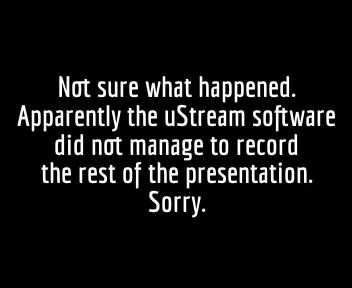 Not sure what happened.
Apparently the uStream software
did not manage to record
the rest of the presentation.
Sorry.